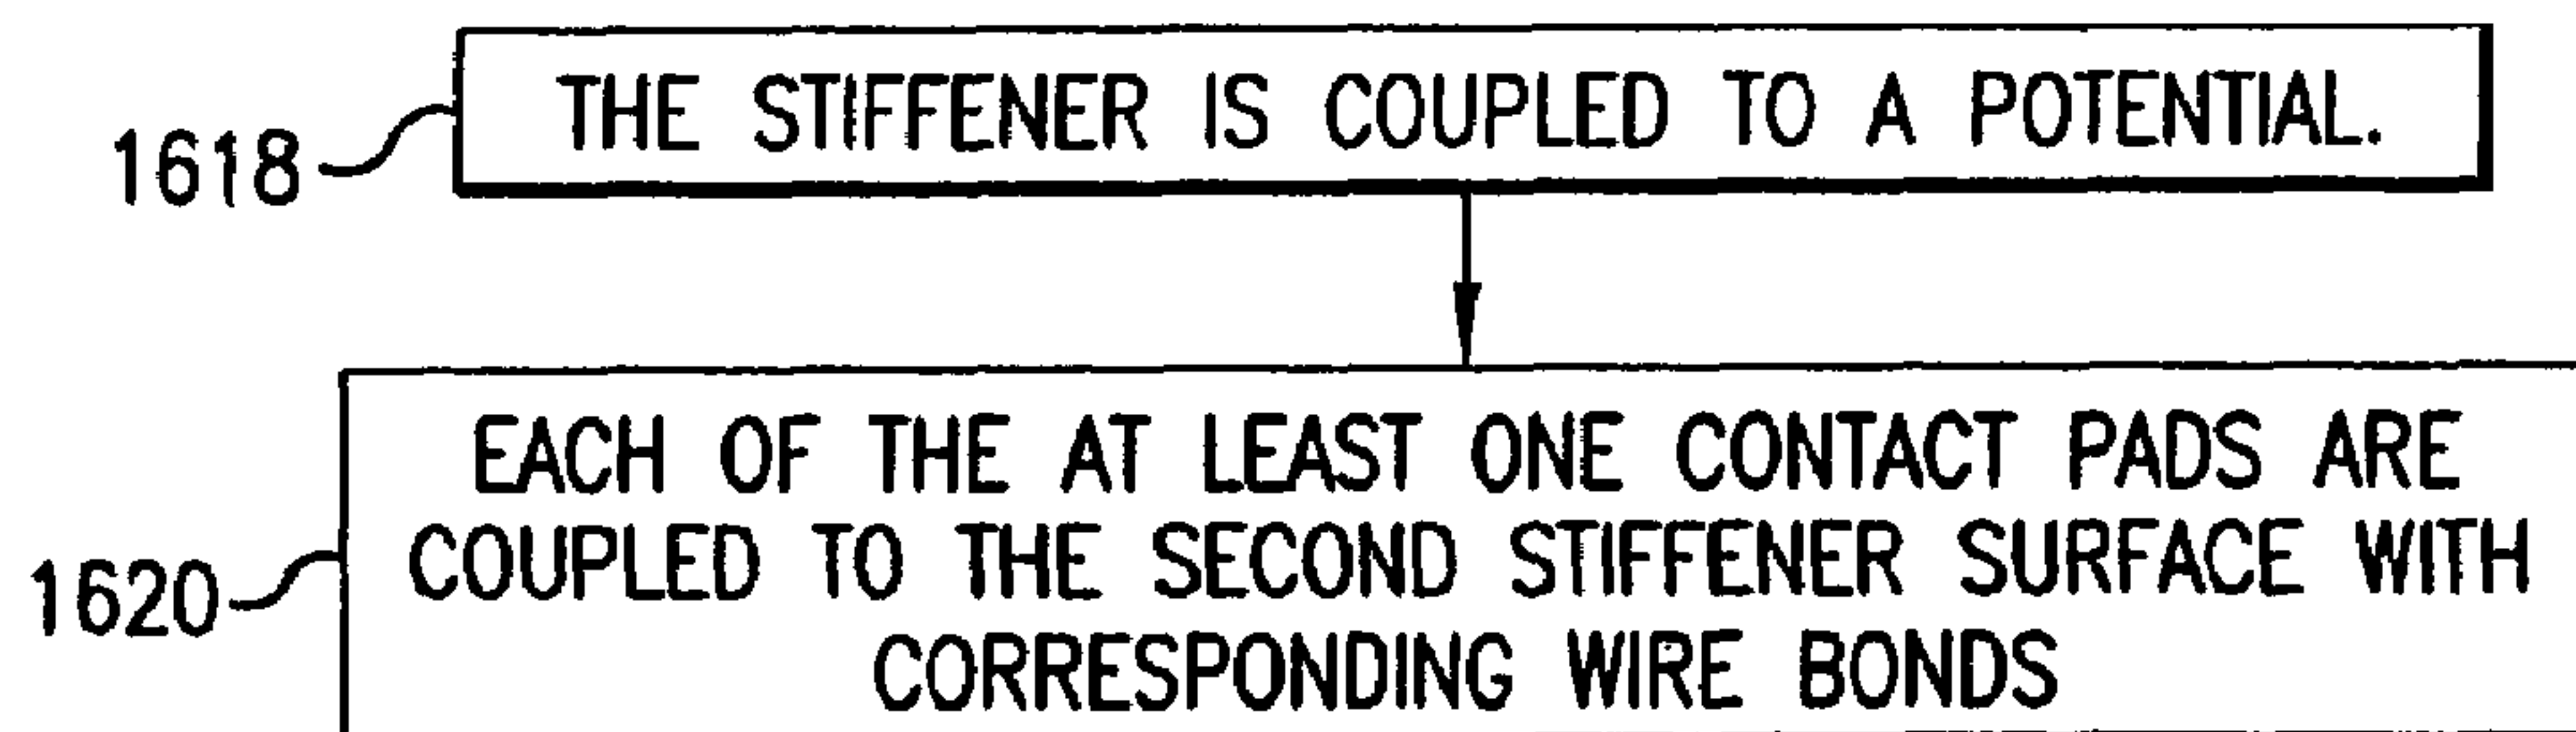 1618
THE STIFFENER IS COUPLED TO A POTENTIAL.
1620
EACH OF THE AT LEAST ONE CONTACT PADS ARE
COUPLED TO THE SECOND STIFFENER SURFACE WITH
CORRESPONDING WIRE BONDS